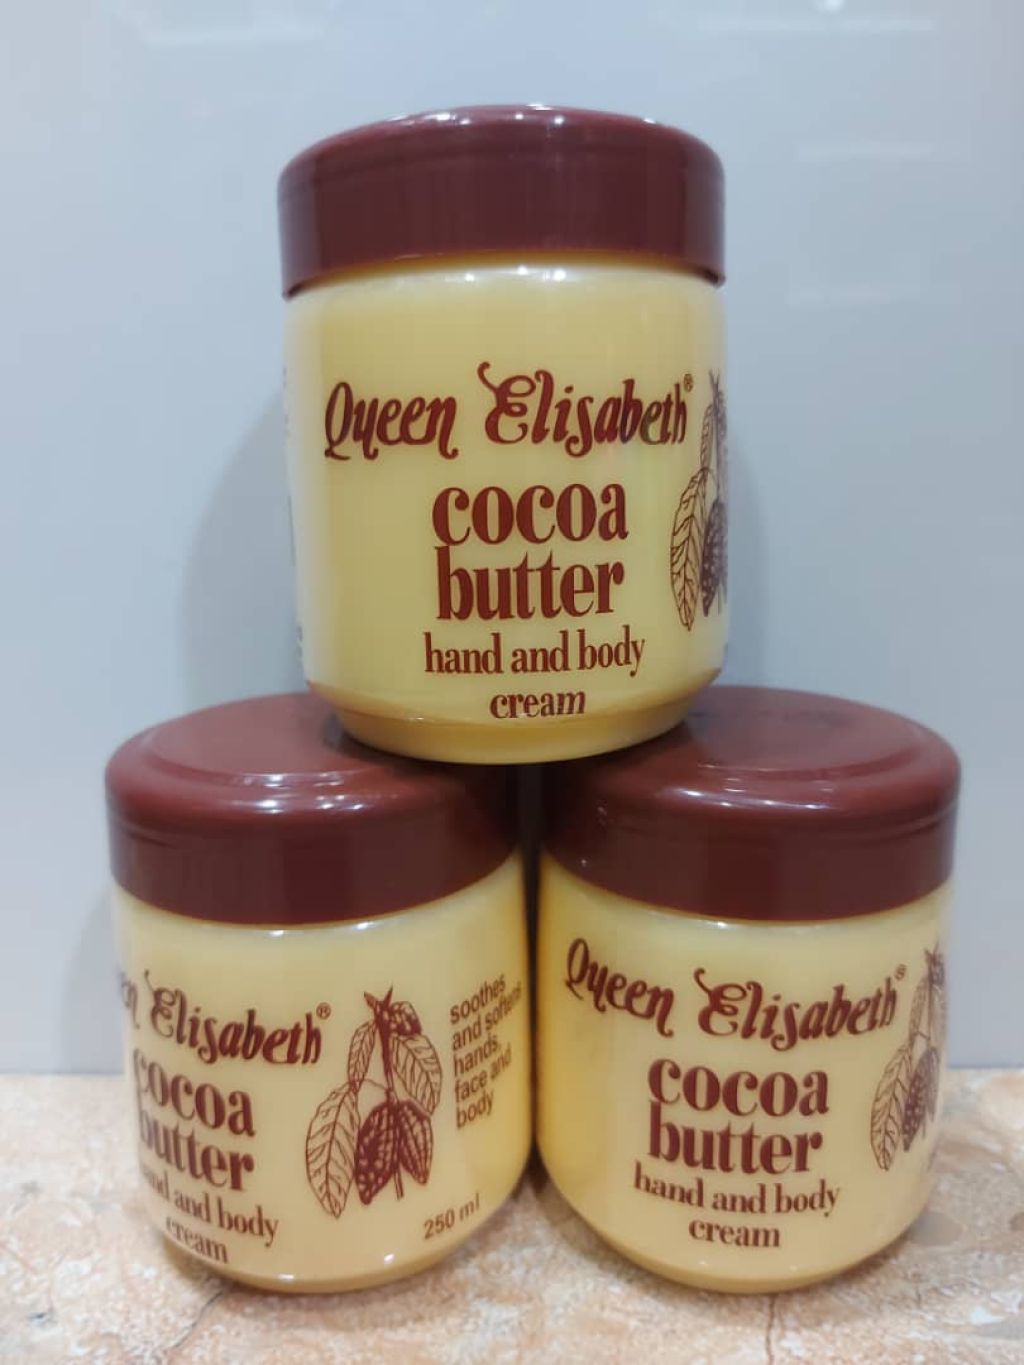 Queen Elisabeth®
cocoa
butter
hand and body
cream
Elisabeth®
cocoa
butter
and body
cream
soothes
and softens
hands,
face and
body
250 ml
Queen Elisabeth®
cocoa
butter
hand and body
cream